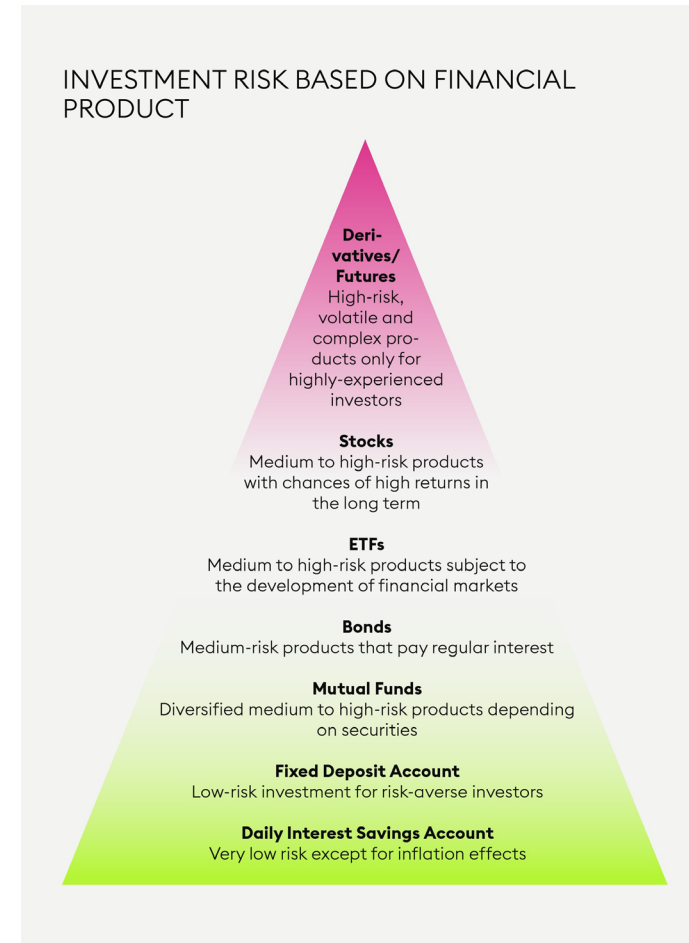 INVESTMENT RISK BASED ON FINANCIAL
PRODUCT
Deri-
vatives/
Futures
High-risk,
volatile and
complex pro-
ducts only for
highly-experienced
investors
Stocks
Medium to high-risk products
with chances of high returns in
the long term
ETFs
Medium to high-risk products subject to
the development of financial markets
Bonds
Medium-risk products that pay regular interest
Mutual Funds
Diversified medium to high-risk products depending
on securities
Fixed Deposit Account
Low-risk investment for risk-averse investors
Daily Interest Savings Account
Very low risk except for inflation effects